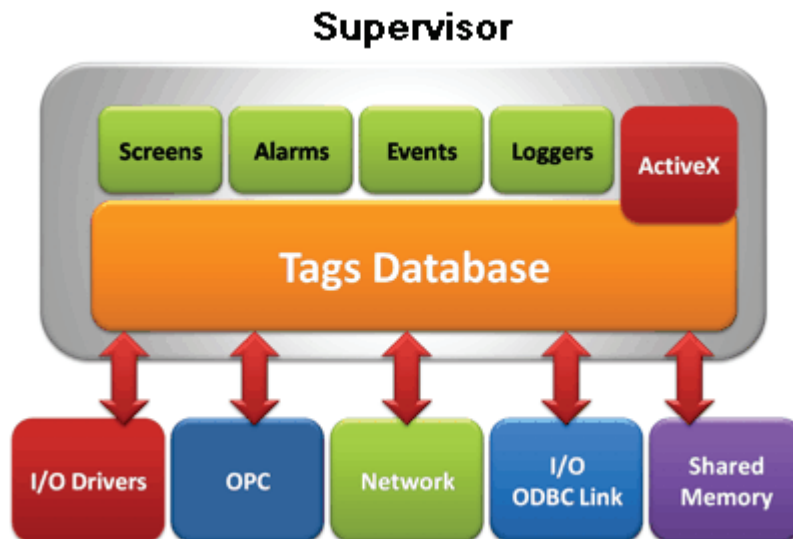 Supervisor
Screens
Alarms
Events
Loggers
ActiveX
Tags Database
I/O Drivers
OPC
Network
I/O
ODBC Link
Shared
Memory